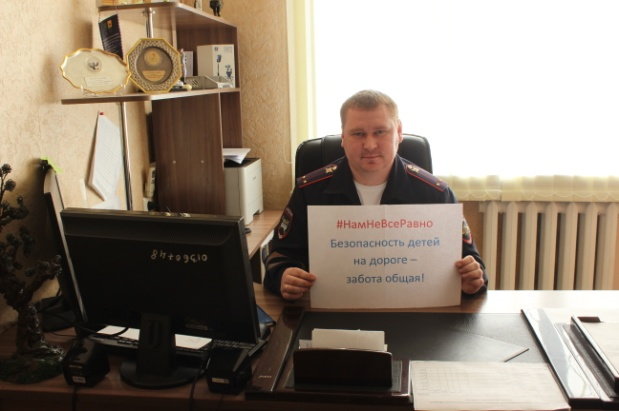 #НамНеВсеРавно
Безопасность детей
на дороге –
забота общая!